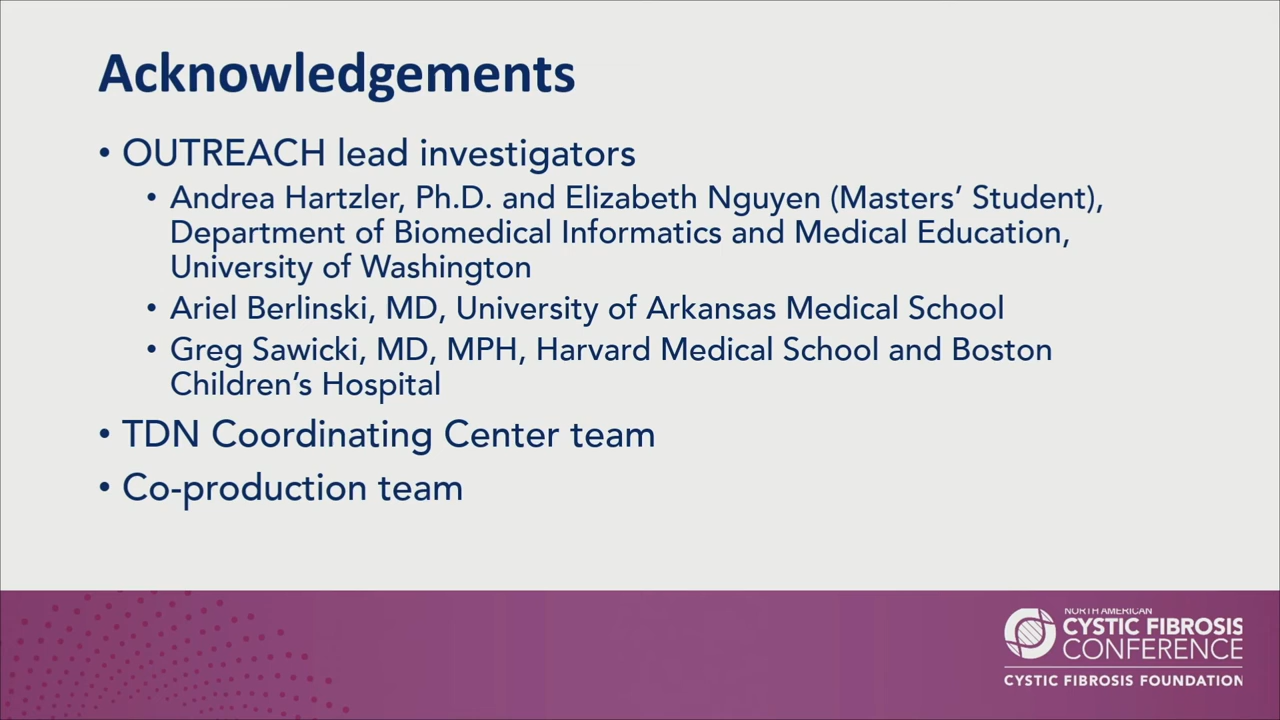 Acknowledgements
• OUTREACH lead investigators
• Andrea Hartzler, Ph.D. and Elizabeth Nguyen (Masters’ Student),
Department of Biomedical Informatics and Medical Education,
University of Washington
• Ariel Berlinski, MD, University of Arkansas Medical School
• Greg Sawicki, MD, MPH, Harvard Medical School and Boston
Children’s Hospital
• TDN Coordinating Center team
• Co-production team
NORTH AMERICAN
CYSTIC FIBROSIS
CONFERENCE
CYSTIC FIBROSIS FOUNDATION